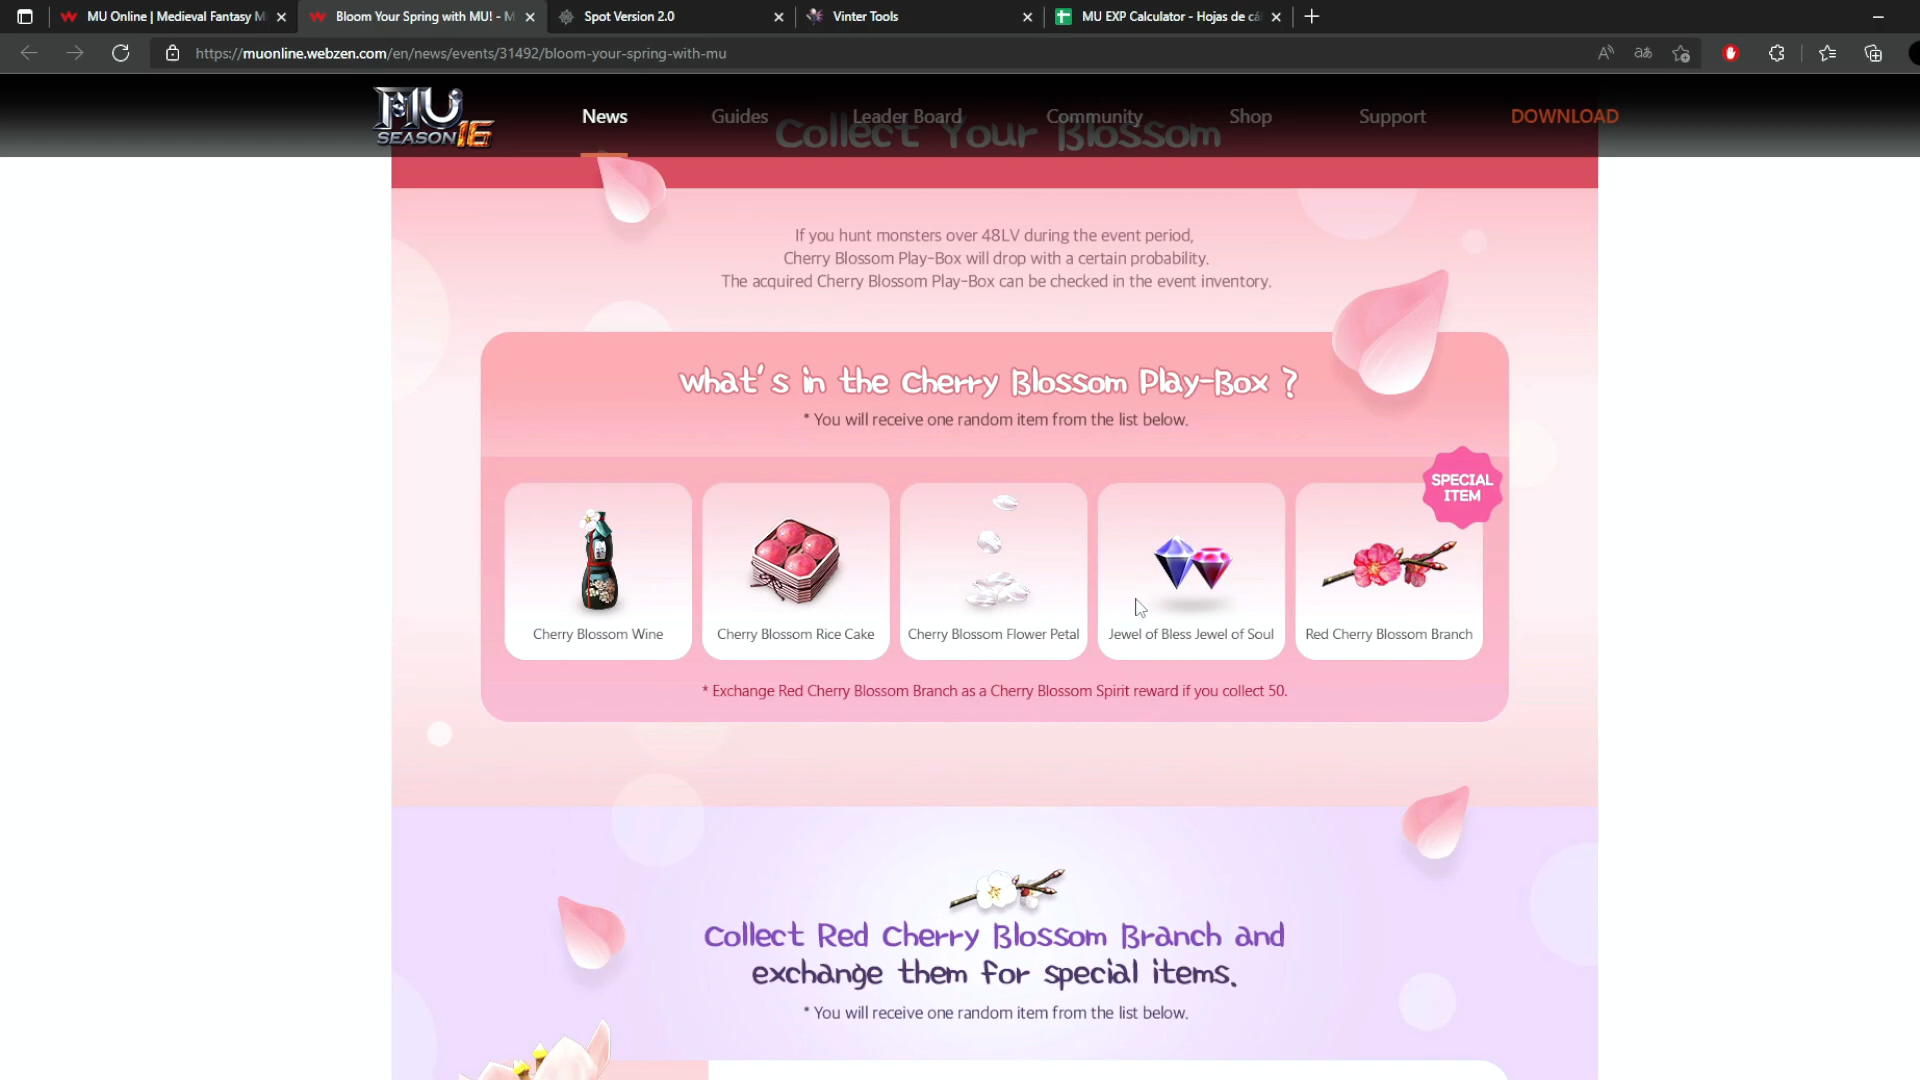 MU Online | Medieval Fantasy M
Bloom Your Spring with MU! - M
Spot Version 2.0
Vinter Tools
MU EXP Calculator - Hojas de cá
https://muonline.webzen.com/en/news/events/31492/bloom-your-spring-with-mu
MU
SEASON 16
News
Guides
Leader Board
Community
Shop
Support
DOWNLOAD
Collect Your Blossom
If you hunt monsters over 48LV during the event period,
Cherry Blossom Play-Box will drop with a certain probability.
The acquired Cherry Blossom Play-Box can be checked in the event inventory.
What's in the Cherry Blossom Play-Box ?
* You will receive one random item from the list below.
SPECIAL
ITEM
Cherry Blossom Wine
Cherry Blossom Rice Cake
Cherry Blossom Flower Petal
Jewel of Bless Jewel of Soul
Red Cherry Blossom Branch
* Exchange Red Cherry Blossom Branch as a Cherry Blossom Spirit reward if you collect 50.
Collect Red Cherry Blossom Branch and
exchange them for special items.
* You will receive one random item from the list below.